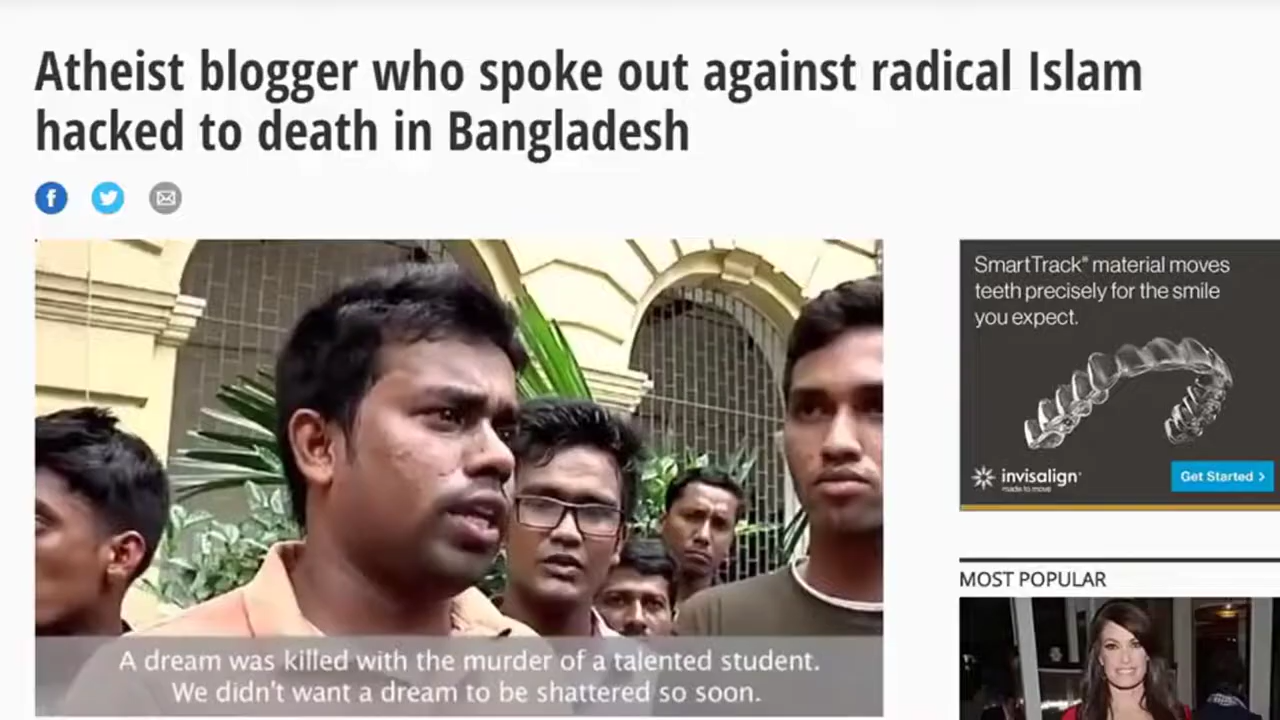 Atheist blogger who spoke out against radical Islam
hacked to death in Bangladesh
f
SmartTrack® material moves
teeth precisely for the smile
you expect.
invisalign
made to move
Get Started >
MOST POPULAR
A dream was killed with the murder of a talented student.
We didn't want a dream to be shattered so soon.